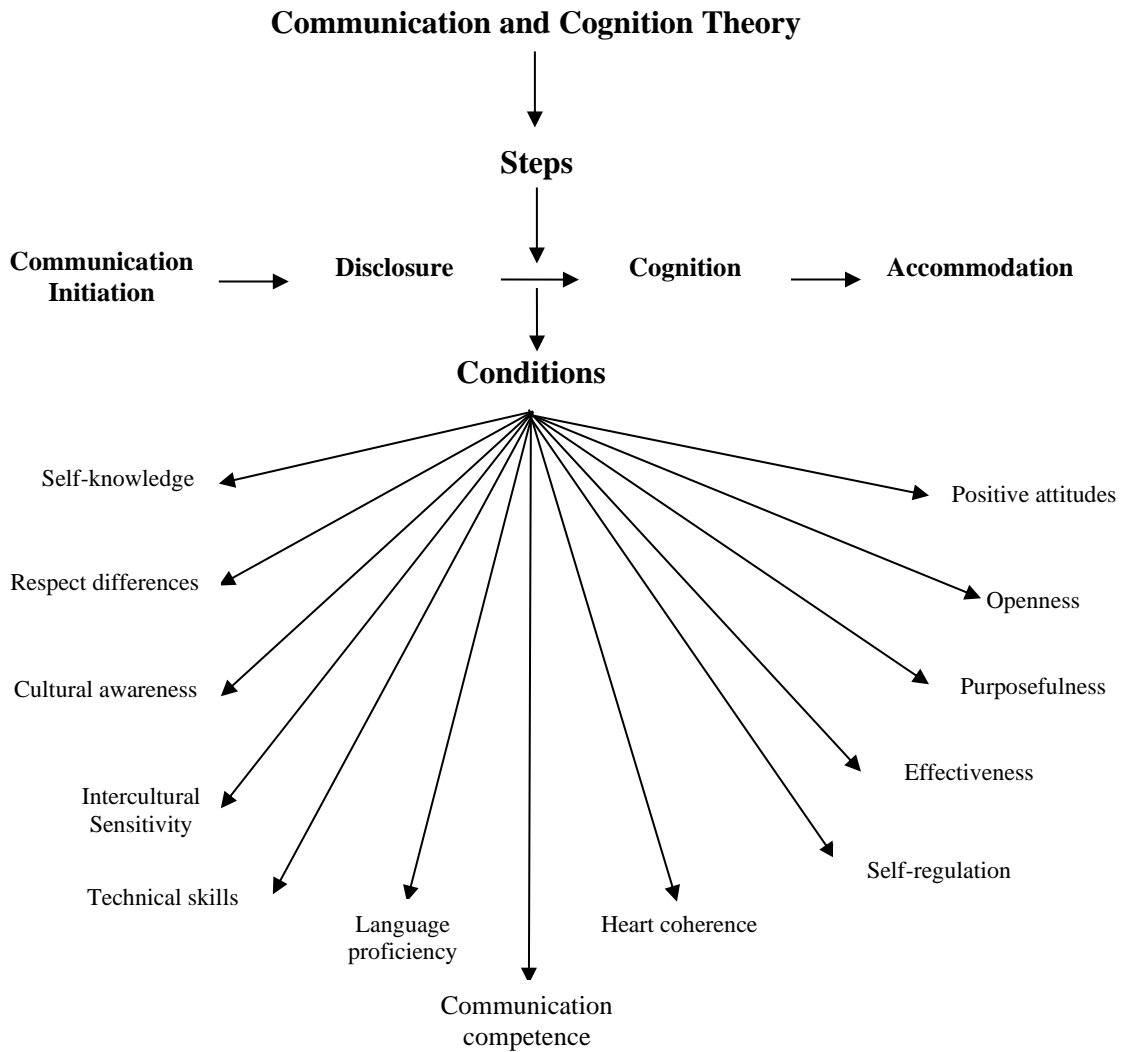 Communication and Cognition Theory
Steps
Communication
Initiation
Disclosure
Cognition
Accommodation
Conditions
Self-knowledge
Positive attitudes
Respect differences
Openness
Cultural awareness
Purposefulness
Effectiveness
Intercultural
Sensitivity
Self-regulation
Technical skills
Language
proficiency
Heart coherence
Communication
competence